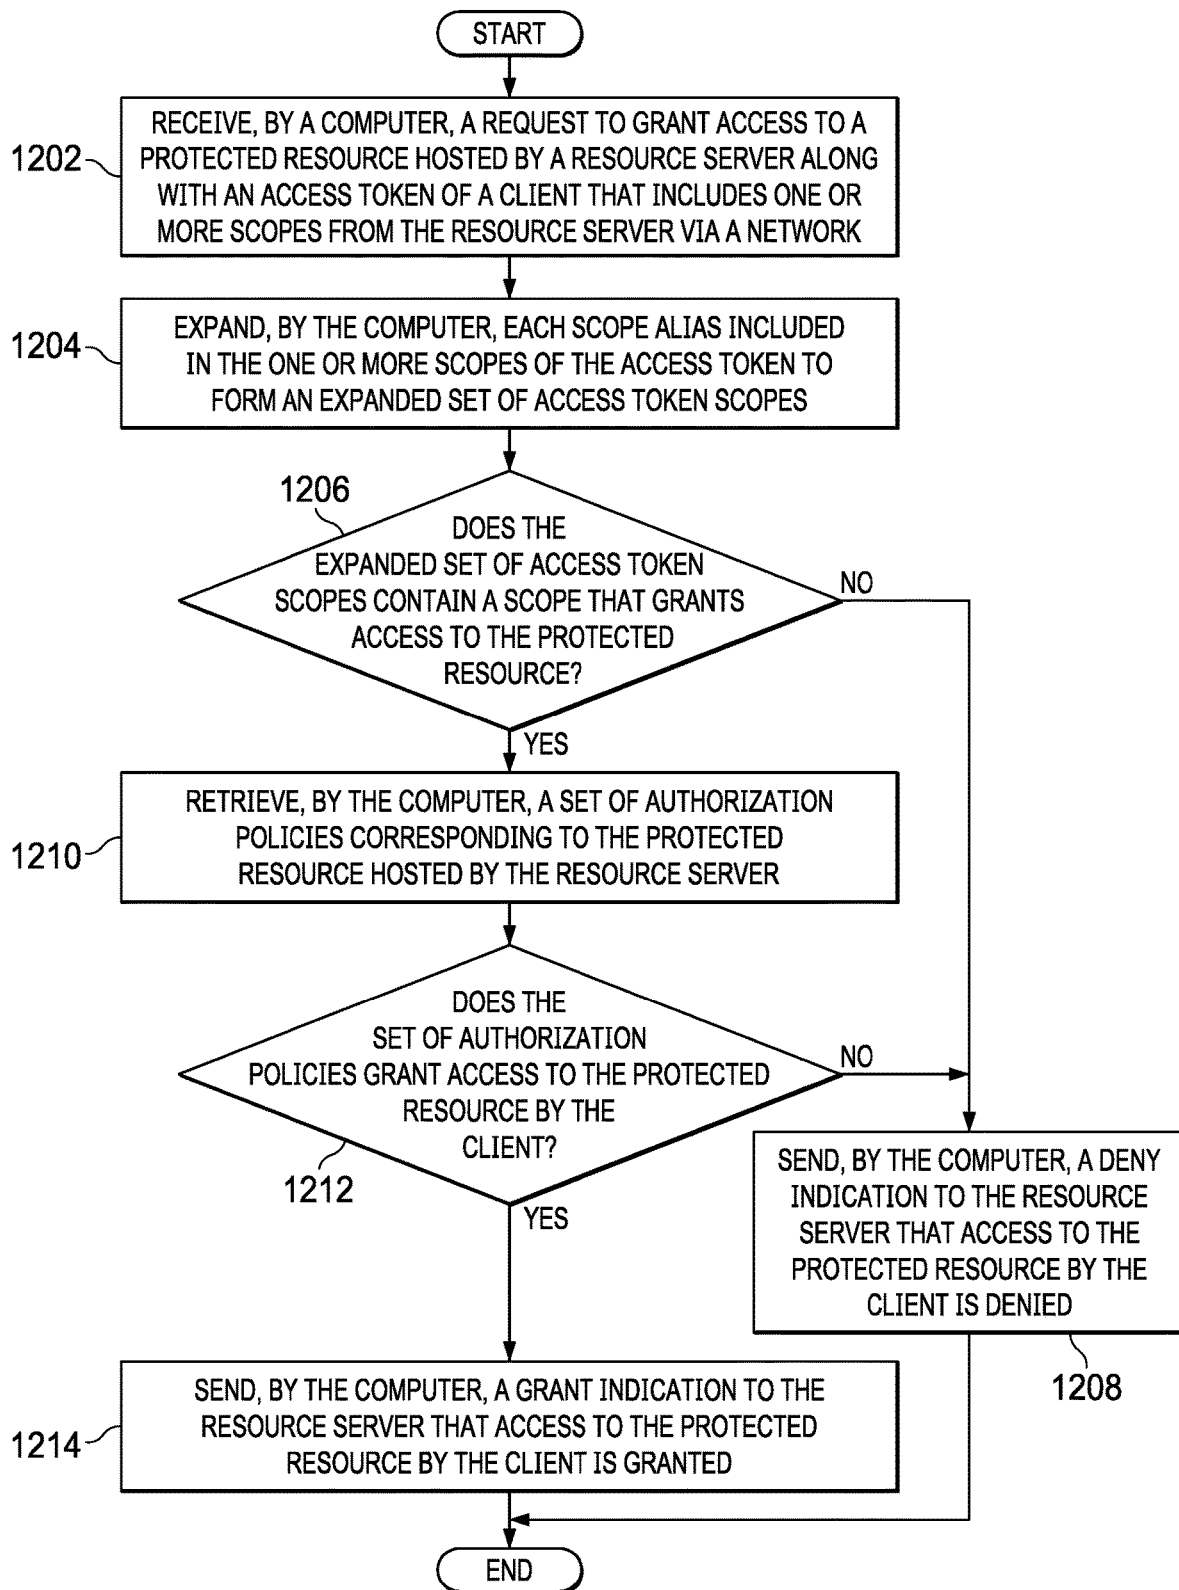 START
1202
RECEIVE, BY A COMPUTER, A REQUEST TO GRANT ACCESS TO A
PROTECTED RESOURCE HOSTED BY A RESOURCE SERVER ALONG
WITH AN ACCESS TOKEN OF A CLIENT THAT INCLUDES ONE OR
MORE SCOPES FROM THE RESOURCE SERVER VIA A NETWORK
1204
EXPAND, BY THE COMPUTER, EACH SCOPE ALIAS INCLUDED
IN THE ONE OR MORE SCOPES OF THE ACCESS TOKEN TO
FORM AN EXPANDED SET OF ACCESS TOKEN SCOPES
1206
DOES THE
EXPANDED SET OF ACCESS TOKEN
SCOPES CONTAIN A SCOPE THAT GRANTS
ACCESS TO THE PROTECTED
RESOURCE?
NO
YES
1210
RETRIEVE, BY THE COMPUTER, A SET OF AUTHORIZATION
POLICIES CORRESPONDING TO THE PROTECTED
RESOURCE HOSTED BY THE RESOURCE SERVER
DOES THE
SET OF AUTHORIZATION
POLICIES GRANT ACCESS TO THE PROTECTED
RESOURCE BY THE
CLIENT?
1212
NO
YES
SEND, BY THE COMPUTER, A DENY
INDICATION TO THE RESOURCE
SERVER THAT ACCESS TO THE
PROTECTED RESOURCE BY THE
CLIENT IS DENIED
1208
1214
SEND, BY THE COMPUTER, A GRANT INDICATION TO THE
RESOURCE SERVER THAT ACCESS TO THE PROTECTED
RESOURCE BY THE CLIENT IS GRANTED
END